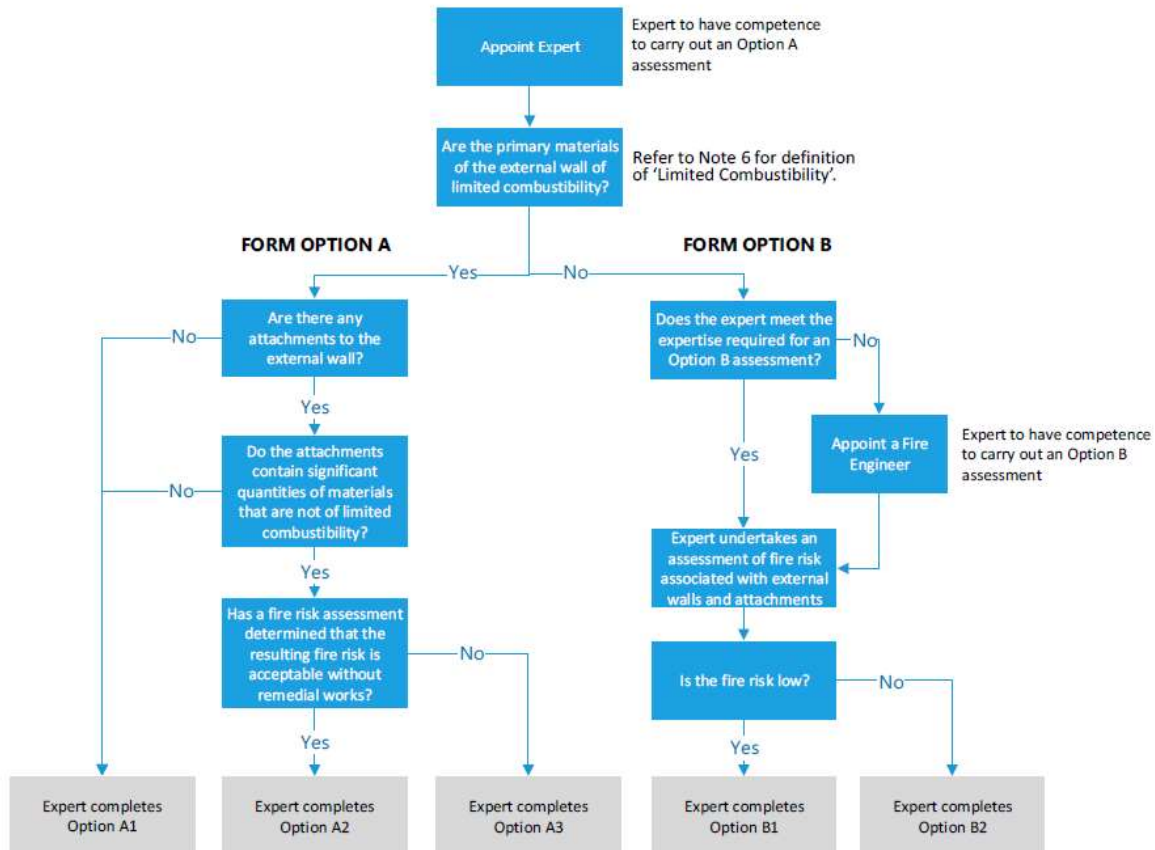 Appoint Expert
Expert to have competence
to carry out an Option A
assessment
Are the primary materials
of the external wall of
limited combustibility?
Refer to Note 6 for definition
of ‘Limited Combustibility’.
FORM OPTION A
FORM OPTION B
Yes
No
Are there any
attachments to the
external wall?
No
Yes
Do the attachments
contain significant
quantities of materials
that are not of limited
combustibility?
No
Yes
Has a fire risk assessment
determined that the
resulting fire risk is
acceptable without
remedial works?
No
Yes
Does the expert meet the
expertise required for an
Option B assessment?
No
Yes
Appoint a Fire
Engineer
Expert to have competence
to carry out an Option B
assessment
Expert undertakes an
assessment of fire risk
associated with external
walls and attachments
Is the fire risk low?
No
Yes
Expert completes
Option A1
Expert completes
Option A2
Expert completes
Option A3
Expert completes
Option B1
Expert completes
Option B2